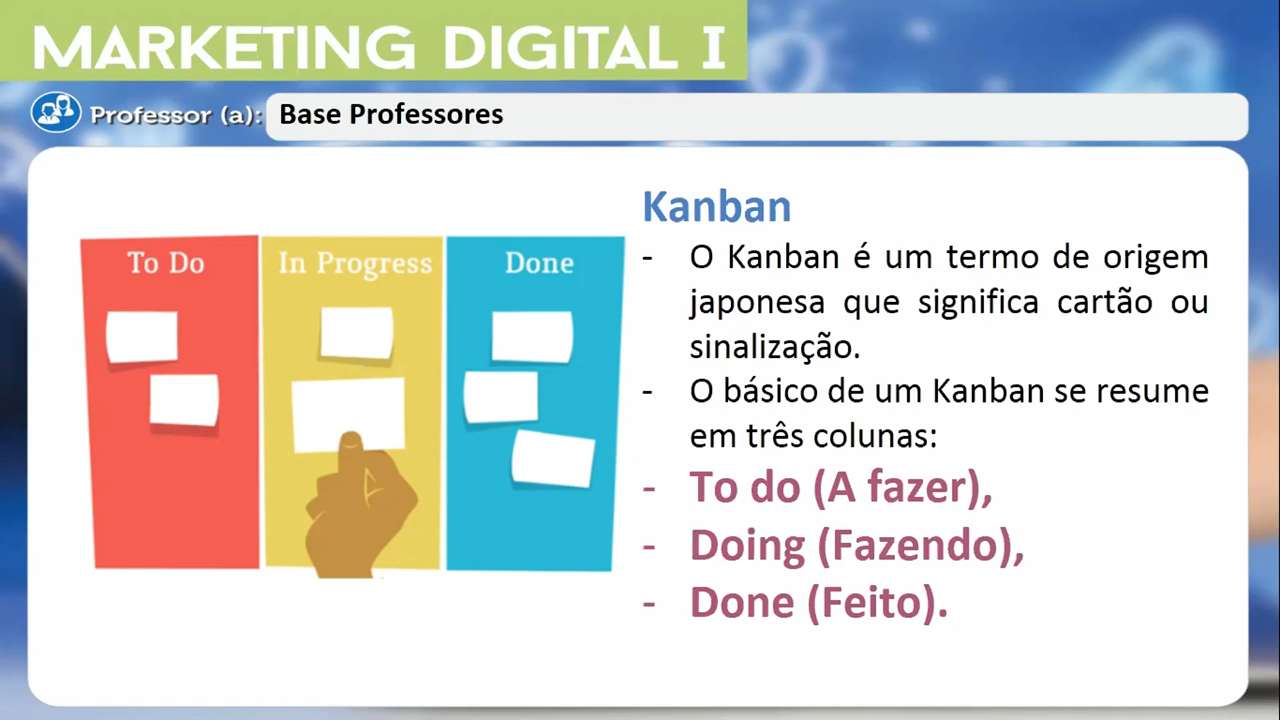 MARKETING DIGITAL I
Professor (a): Base Professores
To Do
In Progress
Done
Kanban
- O Kanban é um termo de origem
japonesa que significa cartão ou
sinalização.
- O básico de um Kanban se resume
em três colunas:
- To do (A fazer),
- Doing (Fazendo),
- Done (Feito).